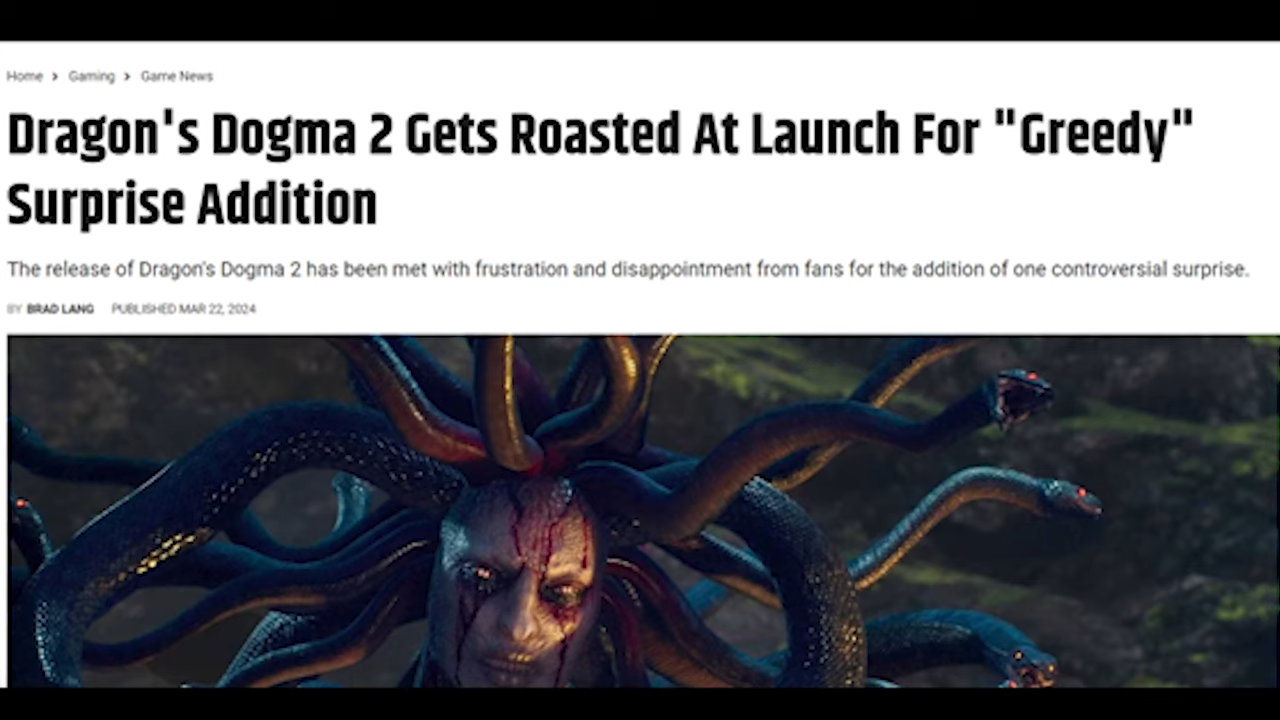 Home > Gaming > Game News
Dragon's Dogma 2 Gets Roasted At Launch For "Greedy"
Surprise Addition
The release of Dragon's Dogma 2 has been met with frustration and disappointment from fans for the addition of one controversial surprise.
BY BRAD LANG PUBLISHED MAR 22, 2024